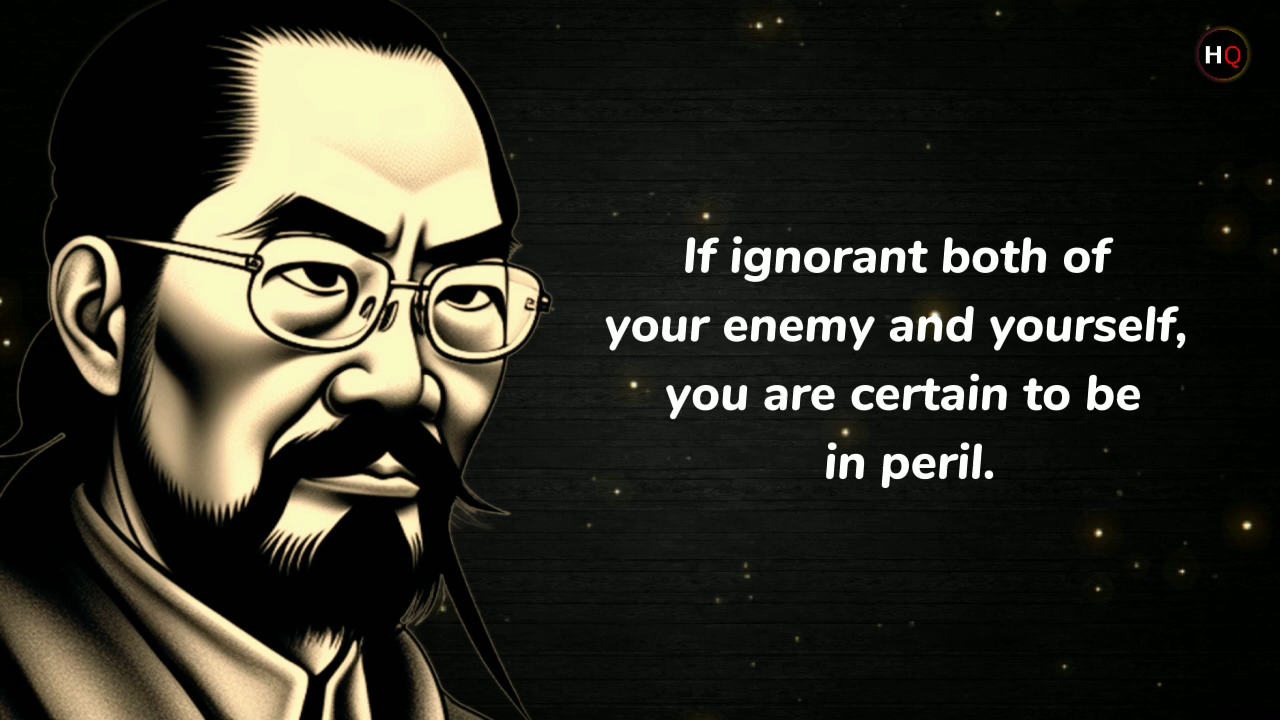 HQ
If ignorant both of
your enemy and yourself,
you are certain to be
in peril.